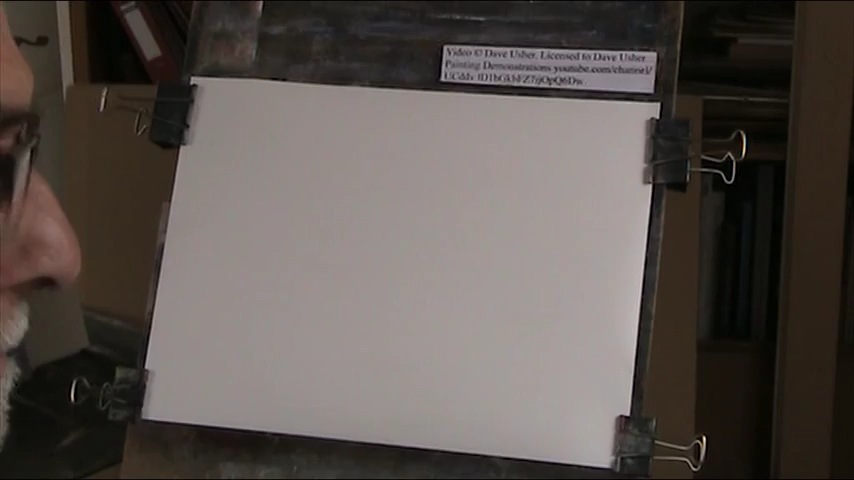 Video © Dave Usher. Licensed to Dave Usher
Painting Demonstrations youtube.com/channel/